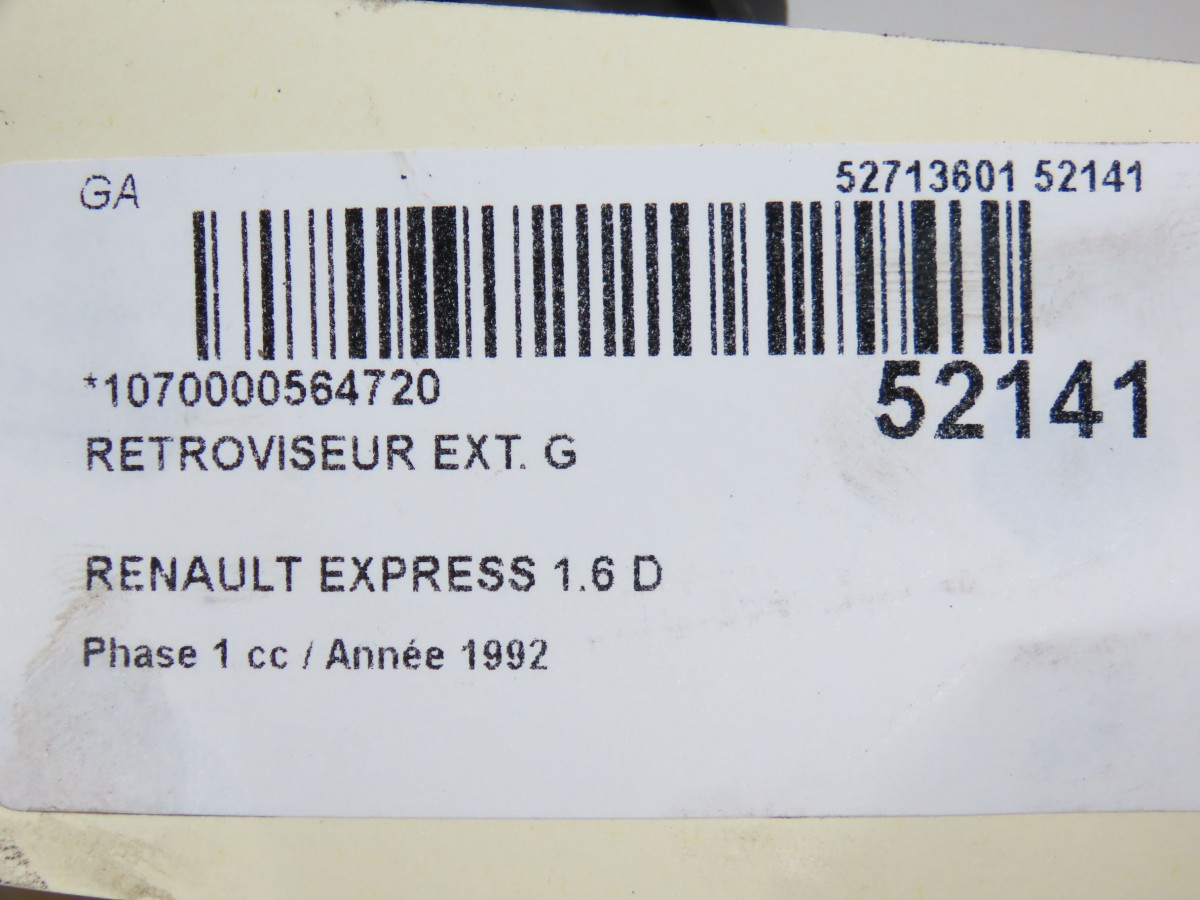 GA
52713601 52141
*1070000564720
52141
RETROVISEUR EXT. G
RENAULT EXPRESS 1.6 D
Phase 1 cc / Année 1992